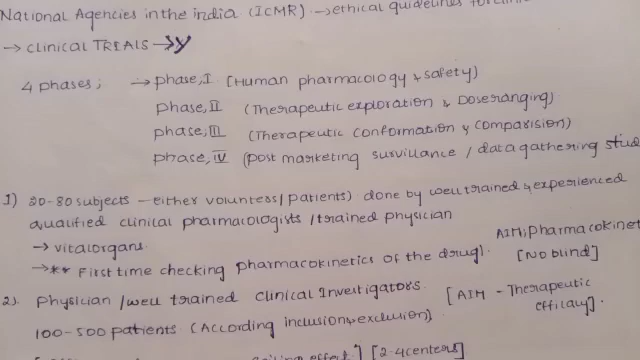 National Agencies in the india (ICMR) → ethical guidelines for
→ clinical TREALS →y
4 phases; → phase, I (Human pharmacology & safety)
phase, II (Therapeutic exploration & Doseranging)
phase, III (Therapeutic conformation & comparision)
phase, IV (post marketing survillance / data gathering stud
1) 20-80 subjects - either voluntess / patients) done by well trained & experienced
qualified clinical pharmacologists / trained physician
→ vitalorgans
AIM; pharmacokinet
→ ** First time checking pharmacokinetics of the drug). [No blind]
2). physician / well trained clinical investigators. [AIM - Therapeutic
efficacy].
100-500 patients (According inclusion & exclusion).
effect"] [2-4 centers]